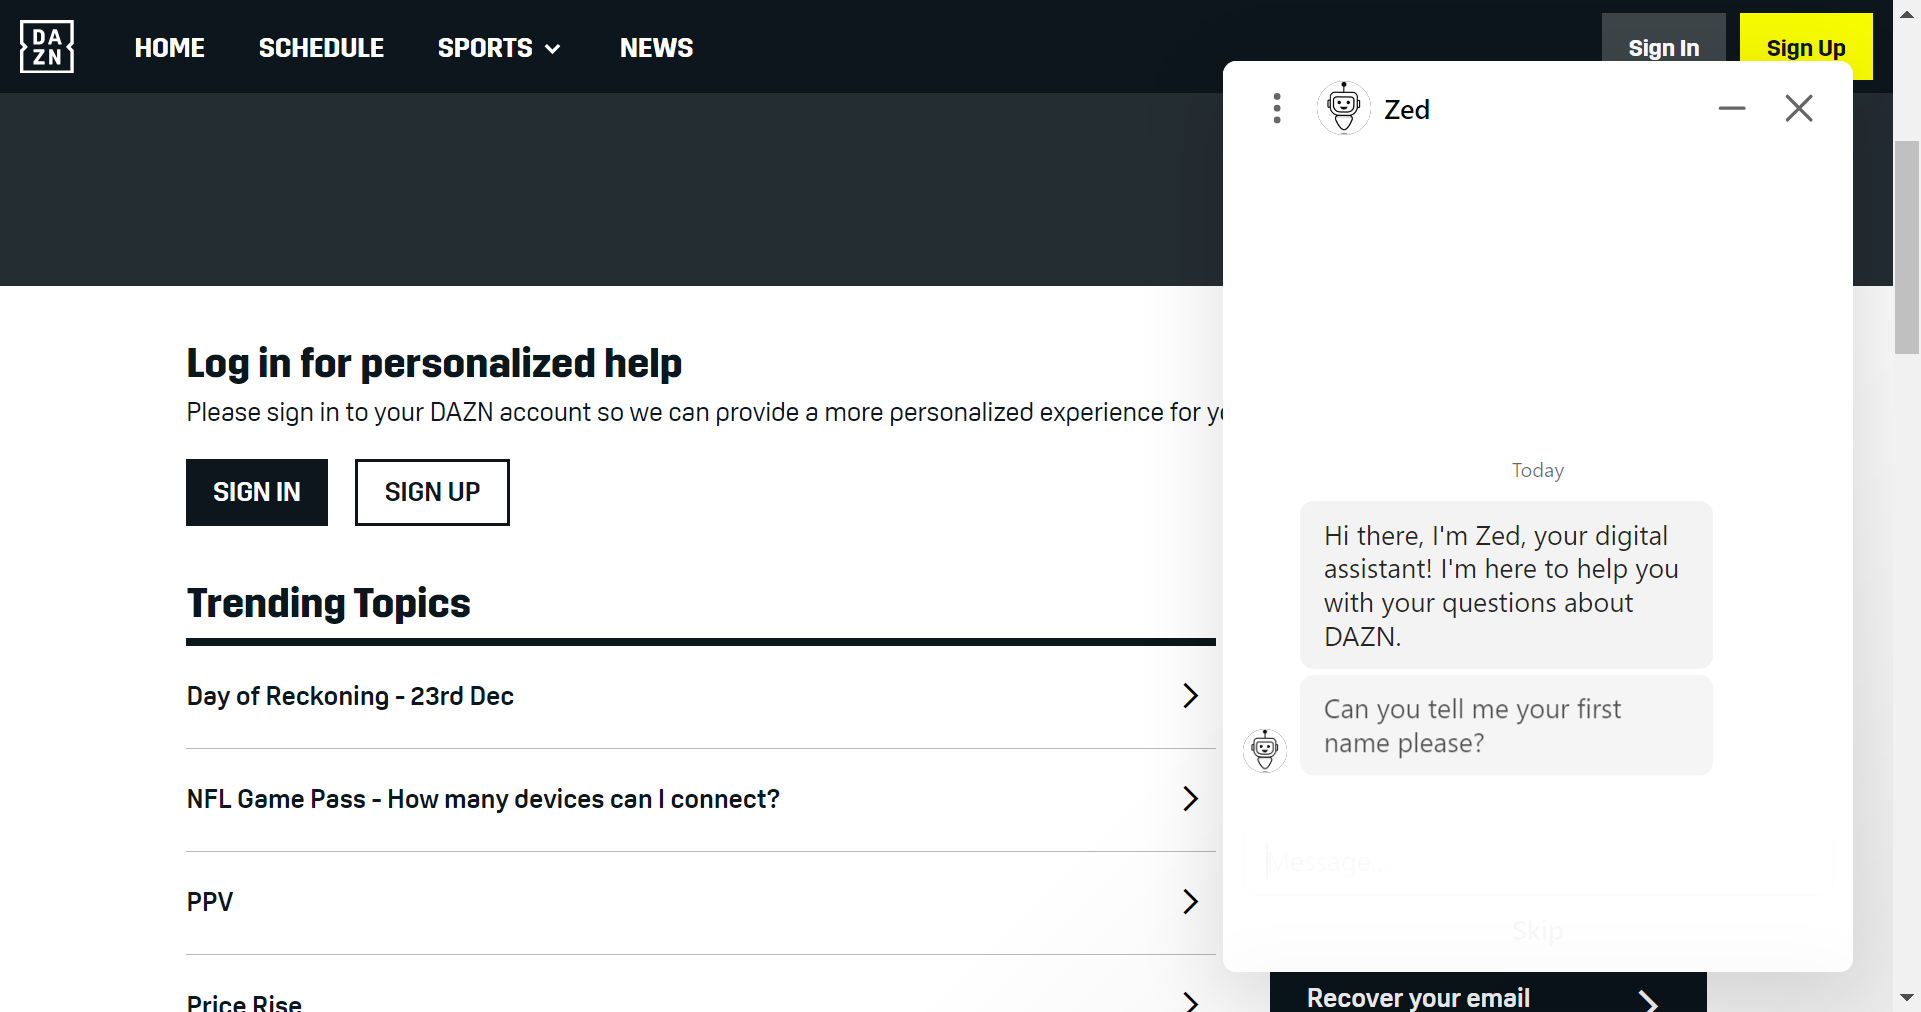 DA
ZN
HOME
SCHEDULE
SPORTS
NEWS
Sign In
Sign Up
Log in for personalized help
Please sign in to your DAZN account so we can provide a more personalized experience for yo
SIGN IN
SIGN UP
Trending Topics
Day of Reckoning - 23rd Dec
NFL Game Pass - How many devices can I connect?
PPV
Price Rise
Zed
Today
Hi there, I'm Zed, your digital
assistant! I'm here to help you
with your questions about
DAZN.
Can you tell me your first
name please?
Message...
Skip
Recover your email